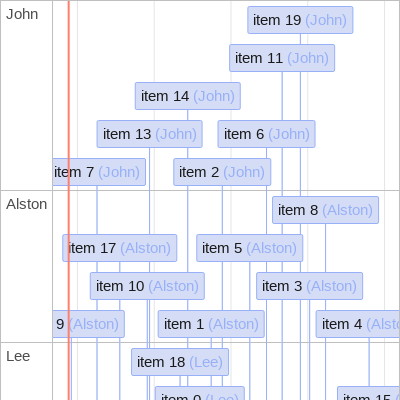 John
item 19 (John)
item 11 (John)
item 14 (John)
item 13 (John)
item 6 (John)
item 7 (John)
item 2 (John)
Alston
item 8 (Alston)
item 17 (Alston)
item 5 (Alston)
item 10 (Alston)
item 3 (Alston)
9 (Alston)
item 1 (Alston)
item 4 (Alsto
Lee
item 18 (Lee)
item 0 (Lee)
item 15